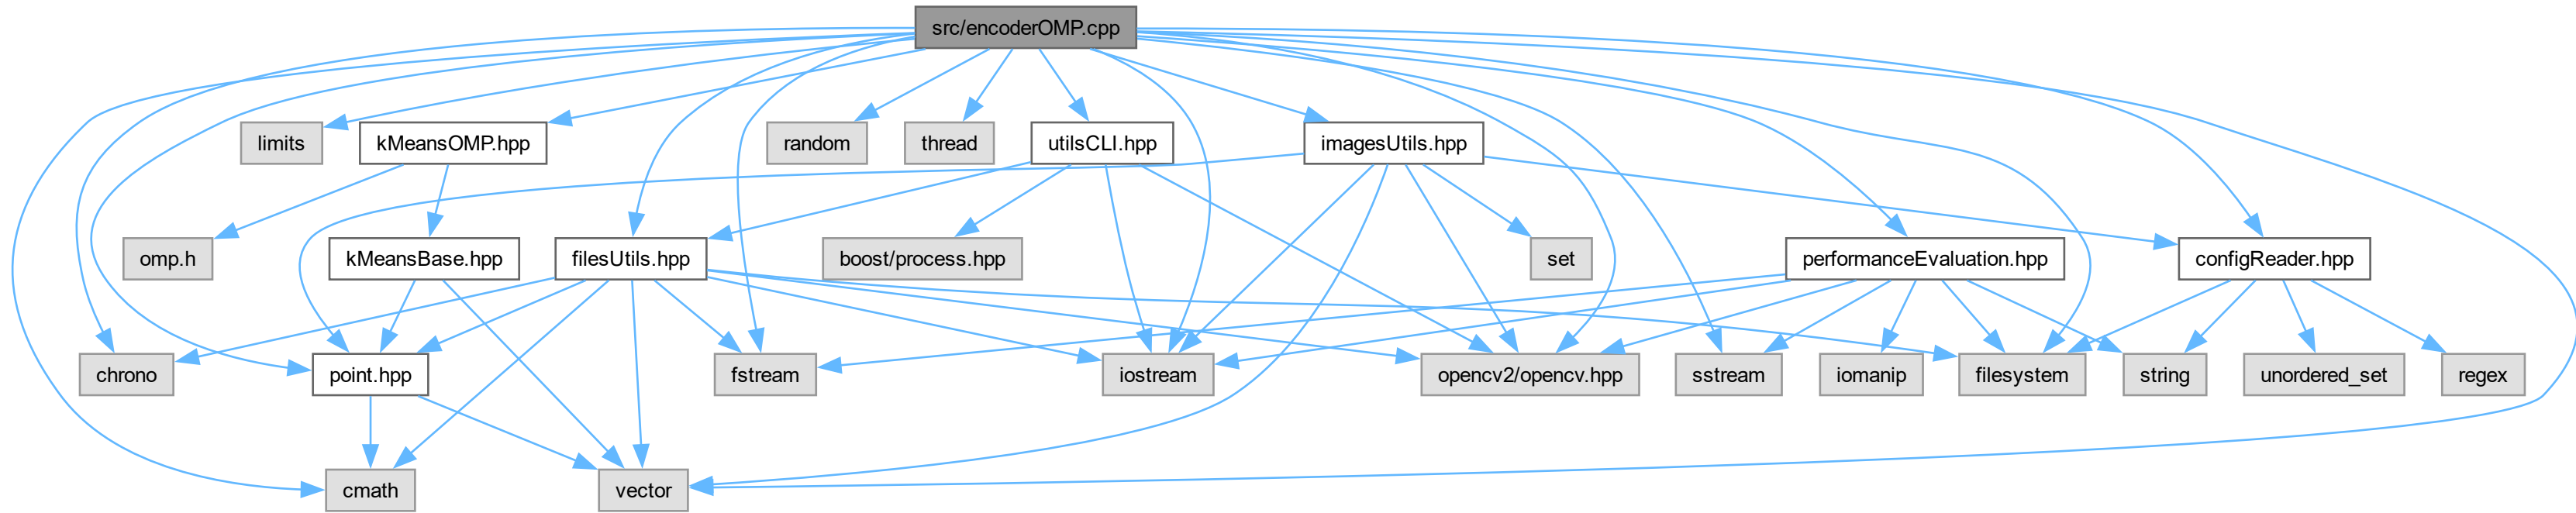 src/encoderOMP.cpp
limits
kMeansOMP.hpp
random
thread
utilsCLI.hpp
imagesUtils.hpp
omp.h
kMeansBase.hpp
filesUtils.hpp
boost/process.hpp
set
performanceEvaluation.hpp
configReader.hpp
chrono
point.hpp
fstream
iostream
opencv2/opencv.hpp
sstream
iomanip
filesystem
string
unordered_set
regex
cmath
vector